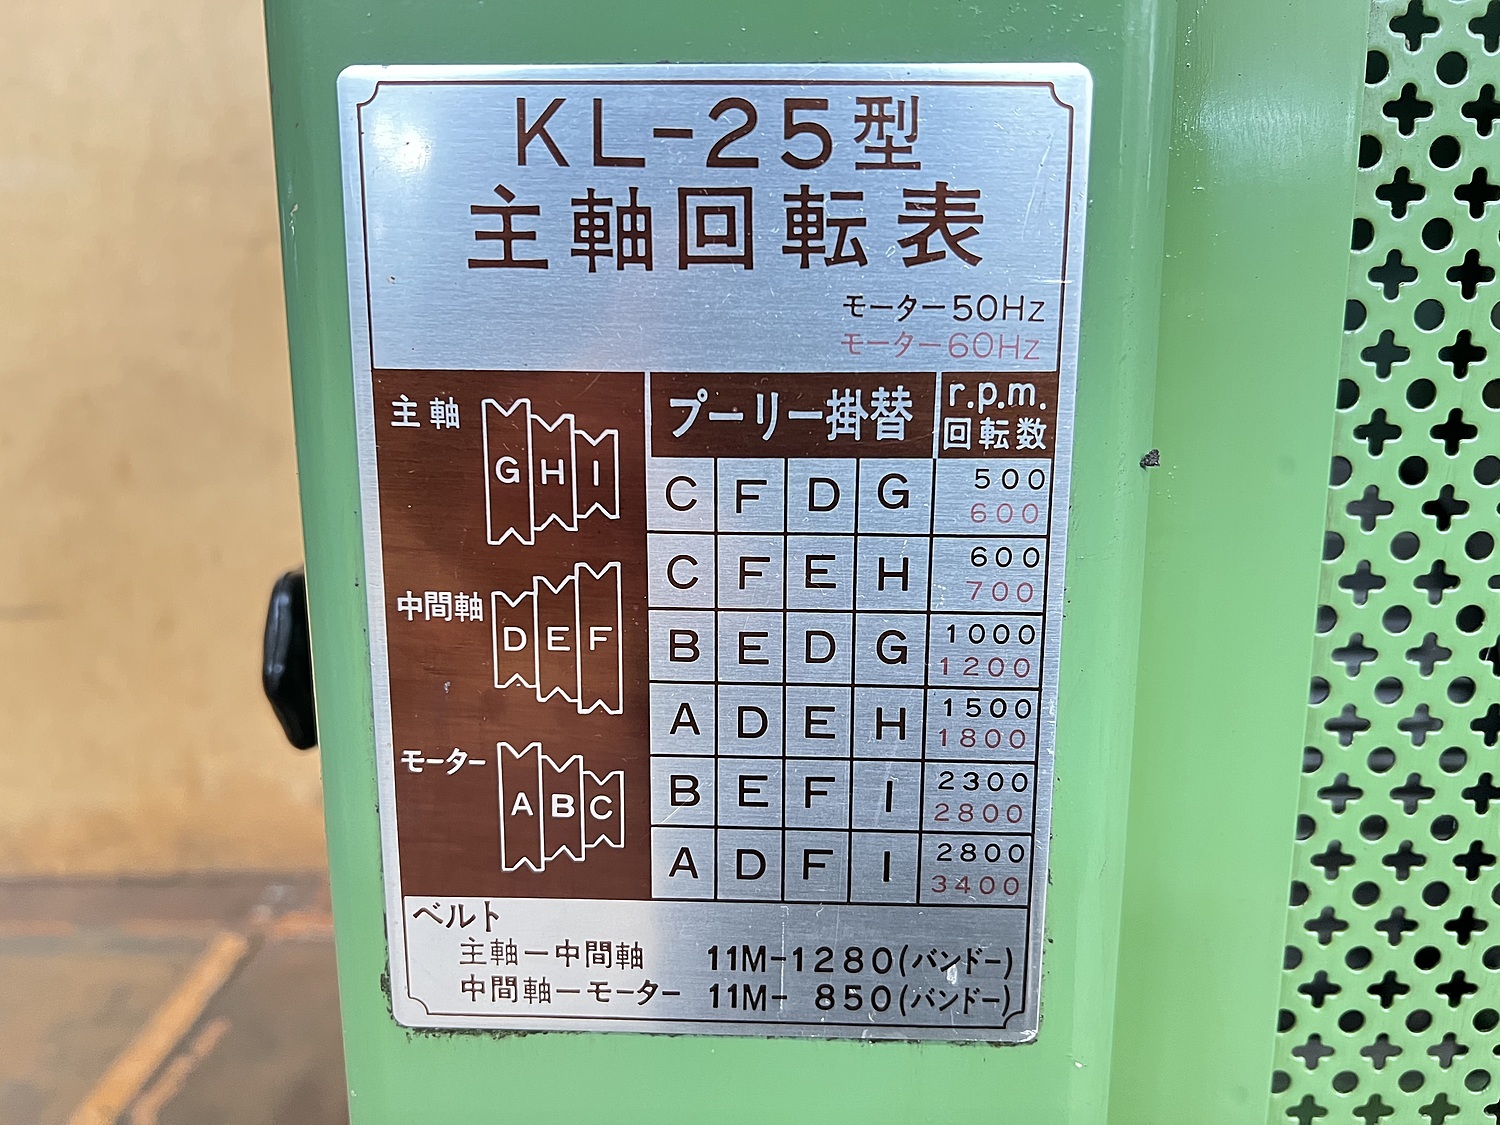 KL-25型
主軸回転表
モーター50Hz
モーター60Hz
主軸
G H I
中間軸
D E F
モーター
A B C
プーリー掛替 r.p.m. 回転数
C F D G 500
600
C F E H 600
700
B E D G 1000
1200
A D E H 1500
1800
B E F I 2300
2800
A D F I 2800
3400
ベルト
主軸ー中間軸 11M-1280(バンドー)
中間軸ーモーター 11M- 850(バンドー)